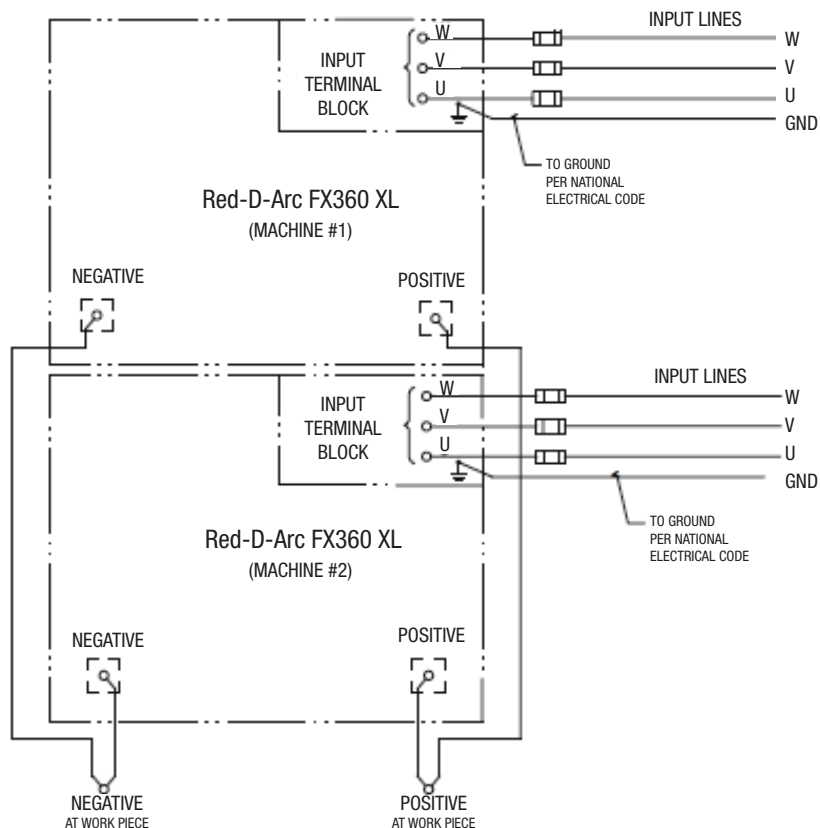 INPUT LINES
INPUT
TERMINAL
BLOCK
W
V
U
W
V
U
GND
TO GROUND
PER NATIONAL
ELECTRICAL CODE
Red-D-Arc FX360 XL
(MACHINE #1)
NEGATIVE
POSITIVE
INPUT LINES
INPUT
TERMINAL
BLOCK
W
V
U
W
V
U
GND
TO GROUND
PER NATIONAL
ELECTRICAL CODE
Red-D-Arc FX360 XL
(MACHINE #2)
NEGATIVE
POSITIVE
NEGATIVE
AT WORK PIECE
POSITIVE
AT WORK PIECE